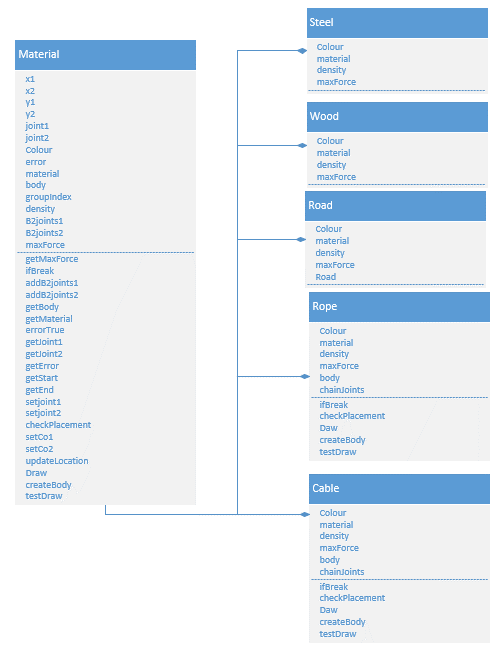 Material
x1
x2
y1
y2
joint1
joint2
Colour
error
material
body
groupIndex
density
B2joints1
B2joints2
maxForce
getMaxForce
ifBreak
addB2joints1
addB2joints2
getBody
getMaterial
errorTrue
getJoint1
getJoint2
getError
getStart
getEnd
setjoint1
setjoint2
checkPlacement
setCo1
setCo2
updateLocation
Draw
createBody
testDraw
Steel
Colour
material
density
maxForce
Wood
Colour
material
density
maxForce
Road
Colour
material
density
maxForce
Road
Rope
Colour
material
density
maxForce
body
chainJoints
ifBreak
checkPlacement
Daw
createBody
testDraw
Cable
Colour
material
density
maxForce
body
chainJoints
ifBreak
checkPlacement
Daw
createBody
testDraw